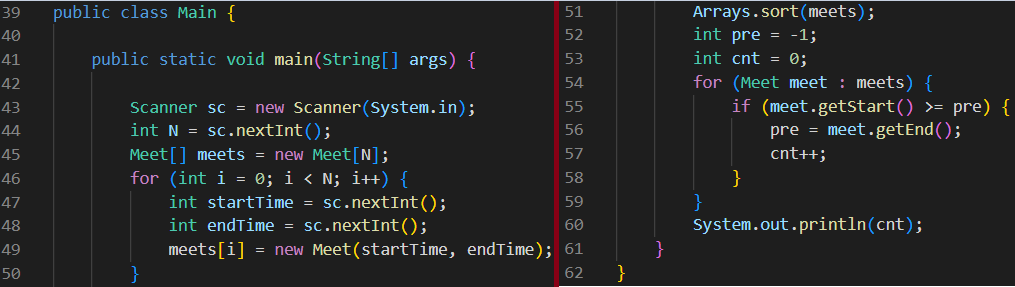 39 public class Main {
40
41     public static void main(String[] args) {
42
43         Scanner sc = new Scanner(System.in);
44         int N = sc.nextInt();
45         Meet[] meets = new Meet[N];
46         for (int i = 0; i < N; i++) {
47             int startTime = sc.nextInt();
48             int endTime = sc.nextInt();
49             meets[i] = new Meet(startTime, endTime);
50         }
51         Arrays.sort(meets);
52         int pre = -1;
53         int cnt = 0;
54         for (Meet meet : meets) {
55             if (meet.getStart() >= pre) {
56                 pre = meet.getEnd();
57                 cnt++;
58             }
59         }
60         System.out.println(cnt);
61     }
62 }